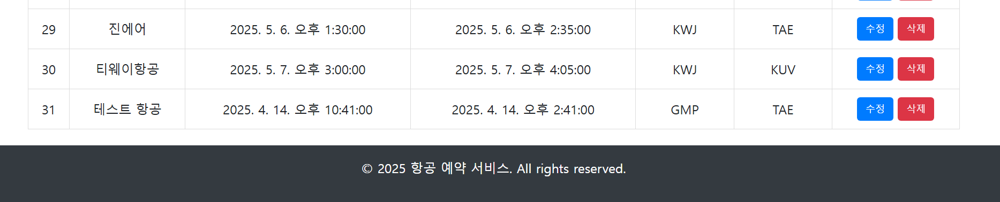 29 진에어 2025. 5. 6. 오후 1:30:00 2025. 5. 6. 오후 2:35:00 KWJ TAE 수정 삭제
30 티웨이항공 2025. 5. 7. 오후 3:00:00 2025. 5. 7. 오후 4:05:00 KWJ KUV 수정 삭제
31 테스트 항공 2025. 4. 14. 오후 10:41:00 2025. 4. 14. 오후 2:41:00 GMP TAE 수정 삭제
© 2025 항공 예약 서비스. All rights reserved.